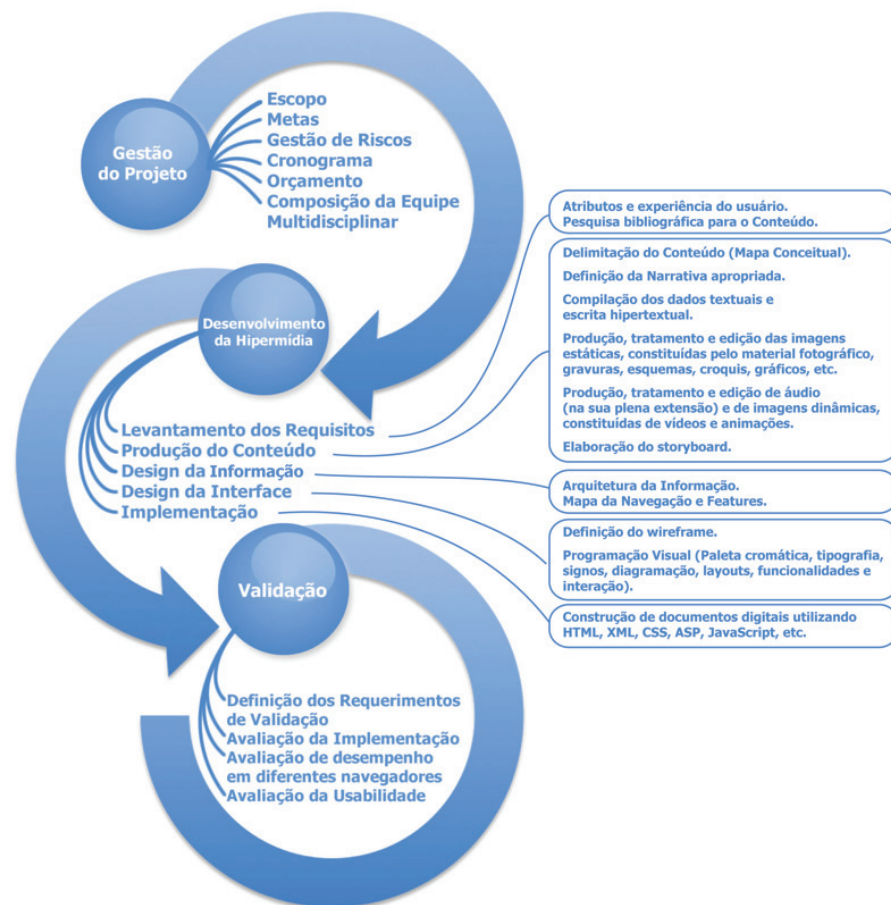 Gestão
do Projeto
Escopo
Metas
Gestão de Riscos
Cronograma
Orçamento
Composição da Equipe
Multidisciplinar
Desenvolvimento
da Hipermídia
Levantamento dos Requisitos
Produção do Conteúdo
Design da Informação
Design da Interface
Implementação
Atributos e experiência do usuário.
Pesquisa bibliográfica para o Conteúdo.
Delimitação do Conteúdo (Mapa Conceitual).
Definição da Narrativa apropriada.
Compilação dos dados textuais e
escrita hipertextual.
Produção, tratamento e edição das imagens
estáticas, constituídas pelo material fotográfico,
gravuras, esquemas, croquis, gráficos, etc.
Produção, tratamento e edição de áudio
(na sua plena extensão) e de imagens dinâmicas,
constituídas de vídeos e animações.
Elaboração do storyboard.
Arquitetura da Informação.
Mapa da Navegação e Features.
Definição do wireframe.
Programação Visual (Paleta cromática, tipografia,
signos, diagramação, layouts, funcionalidades e
interação).
Construção de documentos digitais utilizando
HTML, XML, CSS, ASP, JavaScript, etc.
Validação
Definição dos Requerimentos
de Validação
Avaliação da Implementação
Avaliação de desempenho
em diferentes navegadores
Avaliação da Usabilidade